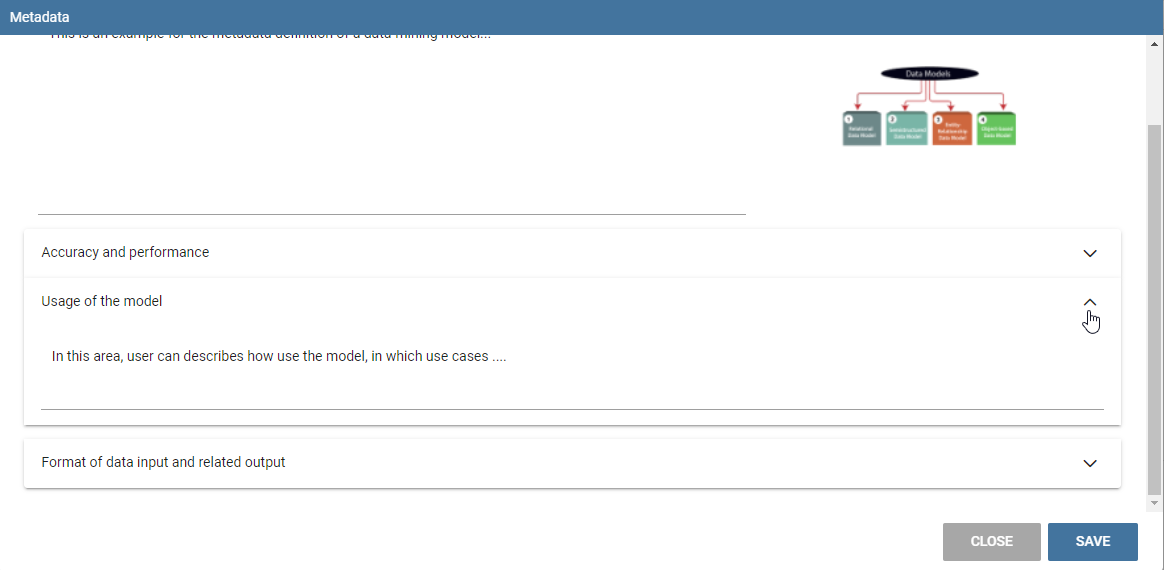 Metadata
This is an example for the metadata definition of a data mining model...
Data Models
1
2
3
4
Relational
Data Model
Semistructured
Data Model
Entity-
Relationship
Data Model
Object-based
Data Model
Accuracy and performance
Usage of the model
In this area, user can describes how use the model, in which use cases ....
Format of data input and related output
CLOSE
SAVE